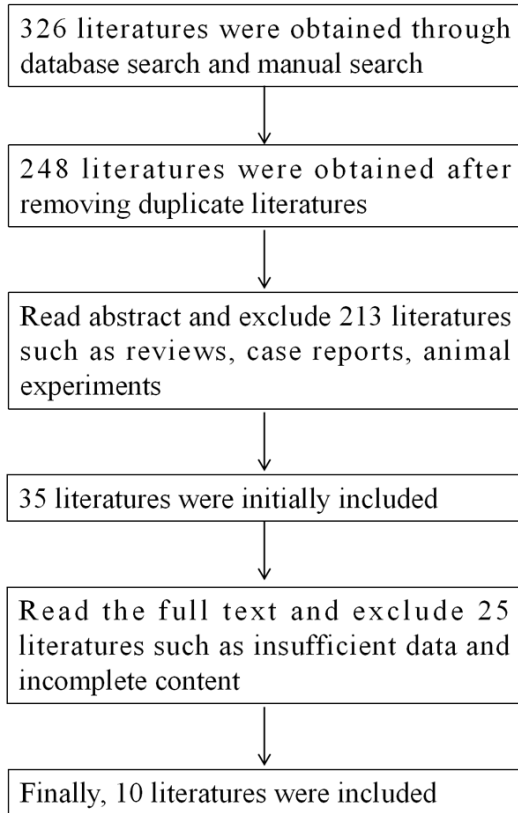 326 literatures were obtained through
database search and manual search
248 literatures were obtained after
removing duplicate literatures
Read abstract and exclude 213 literatures
such as reviews, case reports, animal
experiments
35 literatures were initially included
Read the full text and exclude 25
literatures such as insufficient data and
incomplete content
Finally, 10 literatures were included